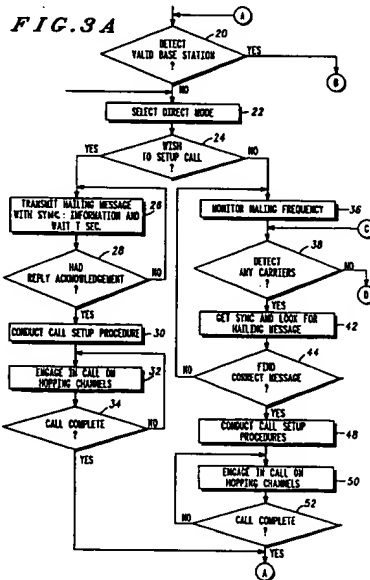 FIG. 3A
A
20
DETECT
VALID BASE STATION
?
YES
B
NO
SELECT DIRECT MODE
22
24
WISH
TO SETUP CALL
?
YES
NO
TRANSMIT HAILING MESSAGE
WITH SYNC: INFORMATION AND
WAIT T SEC.
26
28
HAD
REPLY ACKNOWLEDGEMENT
?
NO
YES
CONDUCT CALL SETUP PROCEDURE
30
ENGAGE IN CALL ON
HOPPING CHANNELS
32
34
CALL COMPLETE
?
NO
YES
MONITOR HALING FREQUENCY
36
C
38
DETECT
ANY CARRIERS
?
NO
D
YES
GET SYNC AND LOOK FOR
HAILING MESSAGE
42
44
FIND
CORRECT MESSAGE
?
NO
YES
CONDUCT CALL SETUP
PROCEDURES
48
ENGAGE IN CALL ON
HOPPING CHANNELS
50
52
CALL COMPLETE
?
NO
YES
A